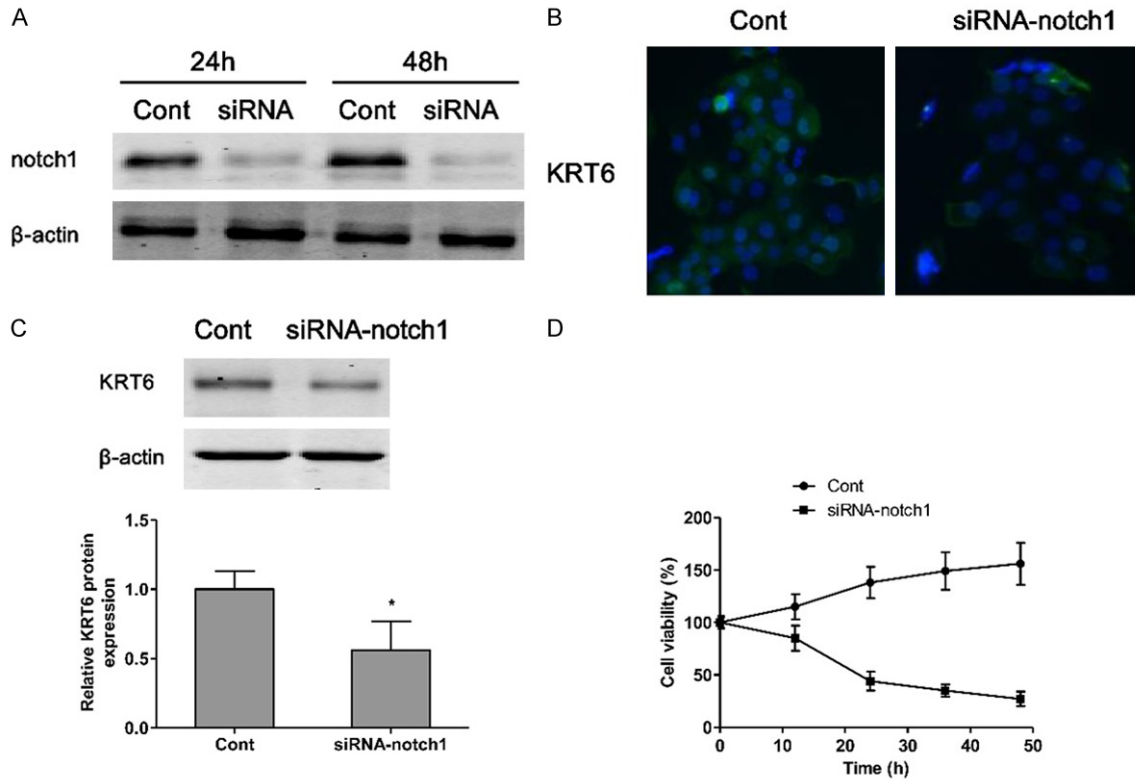 A
24h 48h
Cont siRNA Cont siRNA
notch1
β-actin
B
Cont siRNA-notch1
KRT6
C
Cont siRNA-notch1
KRT6
β-actin
Relative KRT6 protein
expression
1.5
1.0
0.5
0.0
Cont siRNA-notch1
*
D
Cont
siRNA-notch1
Cell viability (%)
200
150
100
50
0
0 10 20 30 40 50
Time (h)